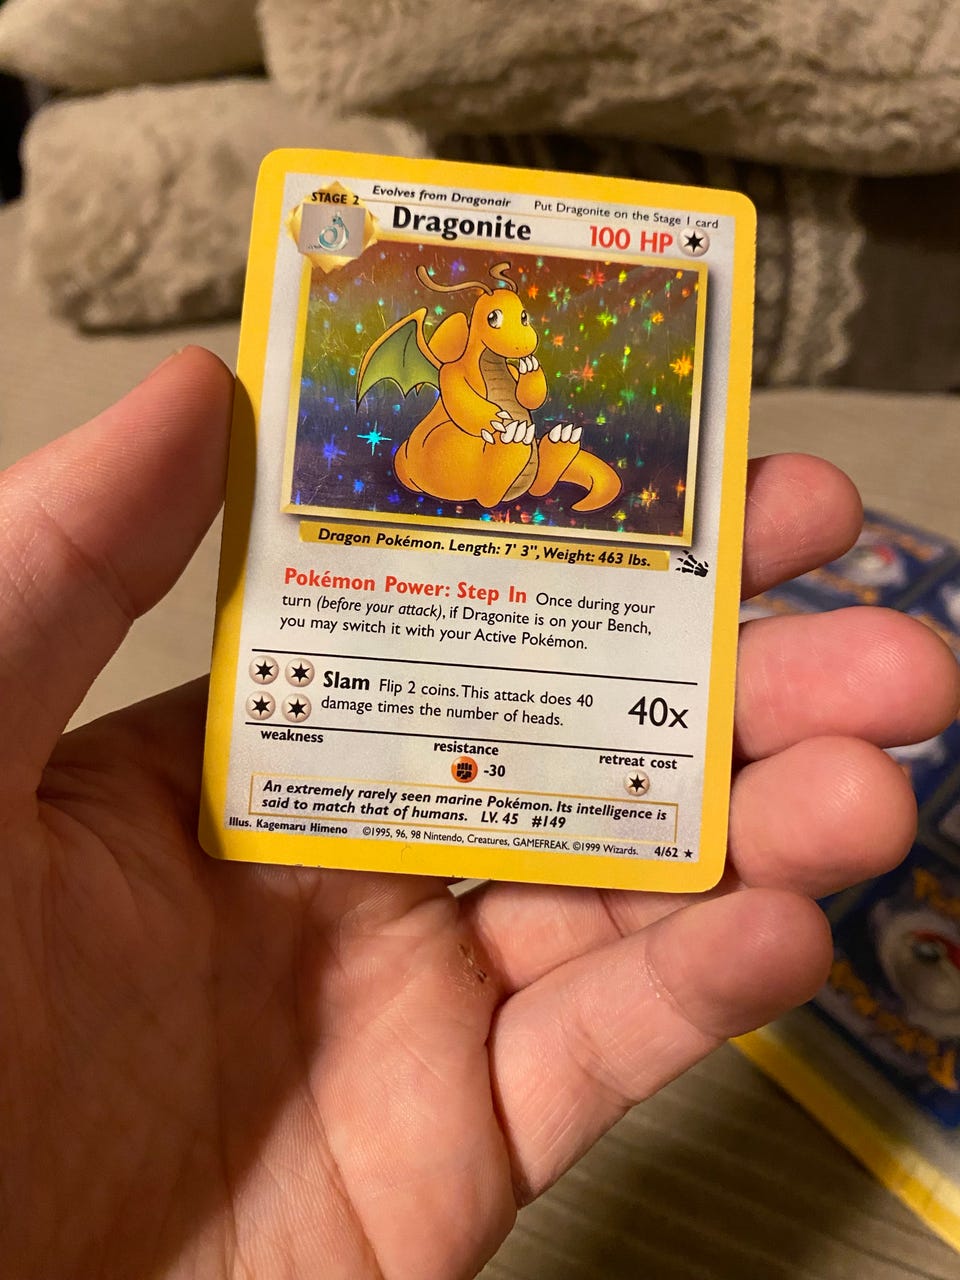 STAGE 2
Evolves from Dragonair
Put Dragonite on the Stage 1 card
Dragonite
100 HP
Dragon Pokémon. Length: 7' 3", Weight: 463 lbs.
Pokémon Power: Step In Once during your
turn (before your attack), if Dragonite is on your Bench,
you may switch it with your Active Pokémon.
Slam Flip 2 coins. This attack does 40
damage times the number of heads.
40x
weakness
resistance
retreat cost
-30
An extremely rarely seen marine Pokémon. Its intelligence is
said to match that of humans. LV. 45 #149
Illus. Kagemaru Himeno ©1995, 96, 98 Nintendo, Creatures, GAMEFREAK. ©1999 Wizards. 4/62 ★